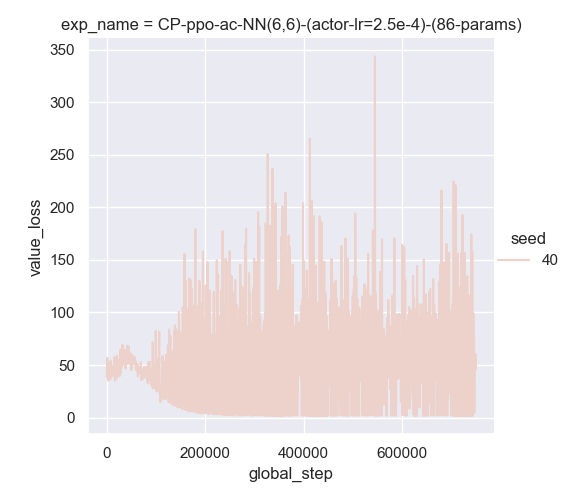 exp_name = CP-ppo-ac-NN(6,6)-(actor-lr=2.5e-4)-(86-params)
350
300
250
200
150
100
50
0
value_loss
0 200000 400000 600000
global_step
seed
40